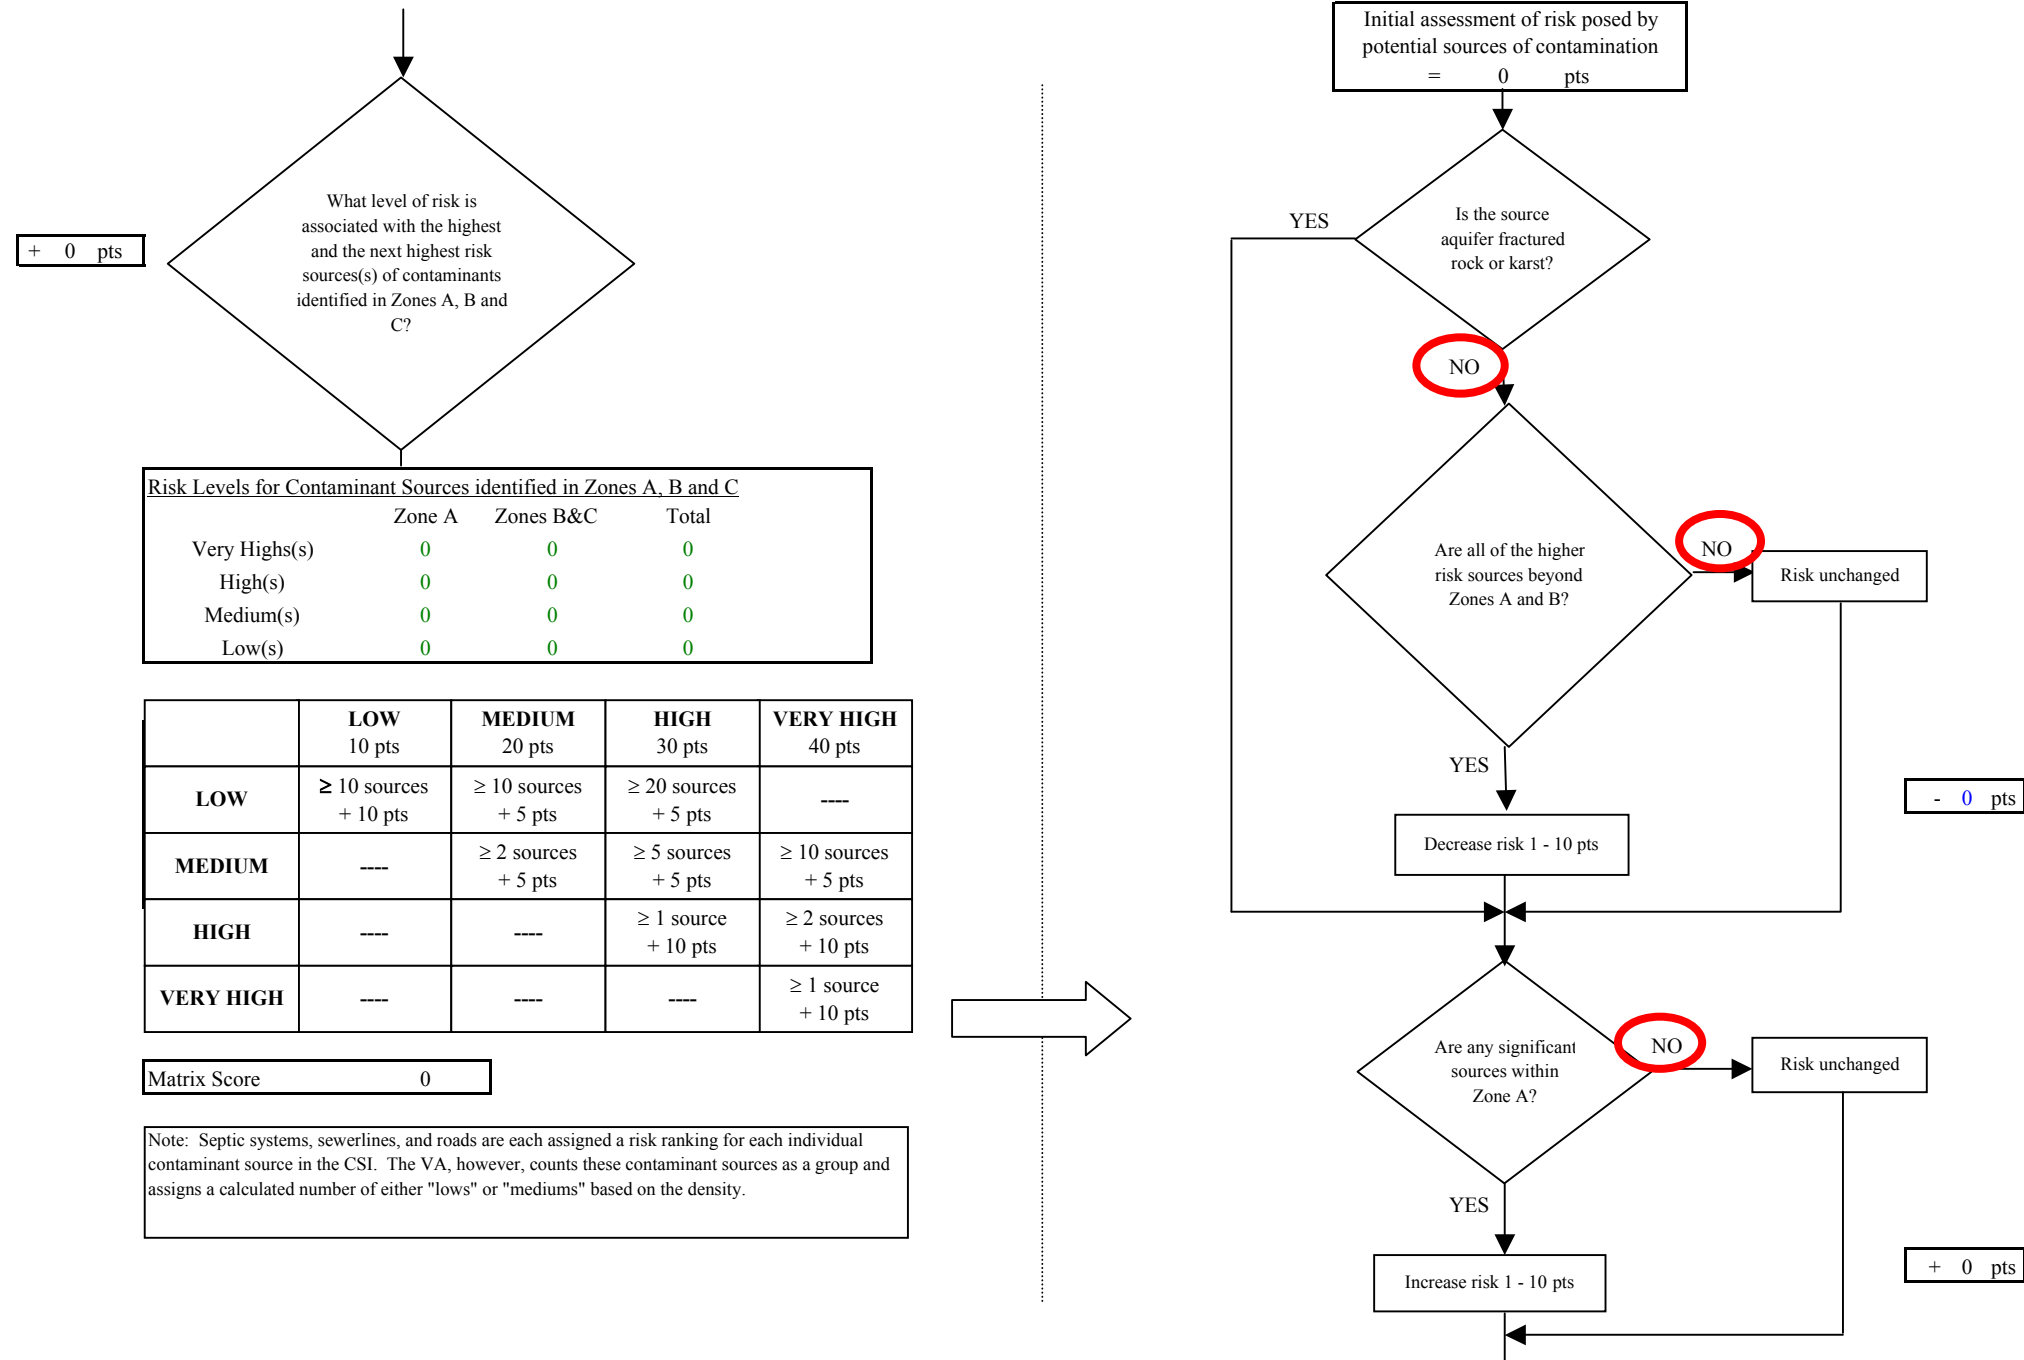 + 0 pts
What level of risk is
associated with the highest
and the next highest risk
sources(s) of contaminants
identified in Zones A, B and
C?
Risk Levels for Contaminant Sources identified in Zones A, B and C
Zone A Zones B&C Total
Very Highs(s) 0 0 0
High(s) 0 0 0
Medium(s) 0 0 0
Low(s) 0 0 0
LOW MEDIUM HIGH VERY HIGH
10 pts 20 pts 30 pts 40 pts
LOW
≥ 10 sources ≥ 10 sources ≥ 20 sources ----
+ 10 pts + 5 pts + 5 pts
MEDIUM
---- ≥ 2 sources ≥ 5 sources ≥ 10 sources
+ 5 pts + 5 pts + 5 pts
HIGH
---- ---- ≥ 1 source ≥ 2 sources
+ 10 pts + 10 pts
VERY HIGH
---- ---- ---- ≥ 1 source
+ 10 pts
Matrix Score 0
Note: Septic systems, sewerlines, and roads are each assigned a risk ranking for each individual
contaminant source in the CSI. The VA, however, counts these contaminant sources as a group and
assigns a calculated number of either "lows" or "mediums" based on the density.
Initial assessment of risk posed by
potential sources of contamination
= 0 pts
YES
Is the source
aquifer fractured
rock or karst?
NO
Are all of the higher
risk sources beyond
Zones A and B?
NO
Risk unchanged
YES
- 0 pts
Decrease risk 1 - 10 pts
Are any significant
sources within
Zone A?
NO
Risk unchanged
YES
+ 0 pts
Increase risk 1 - 10 pts